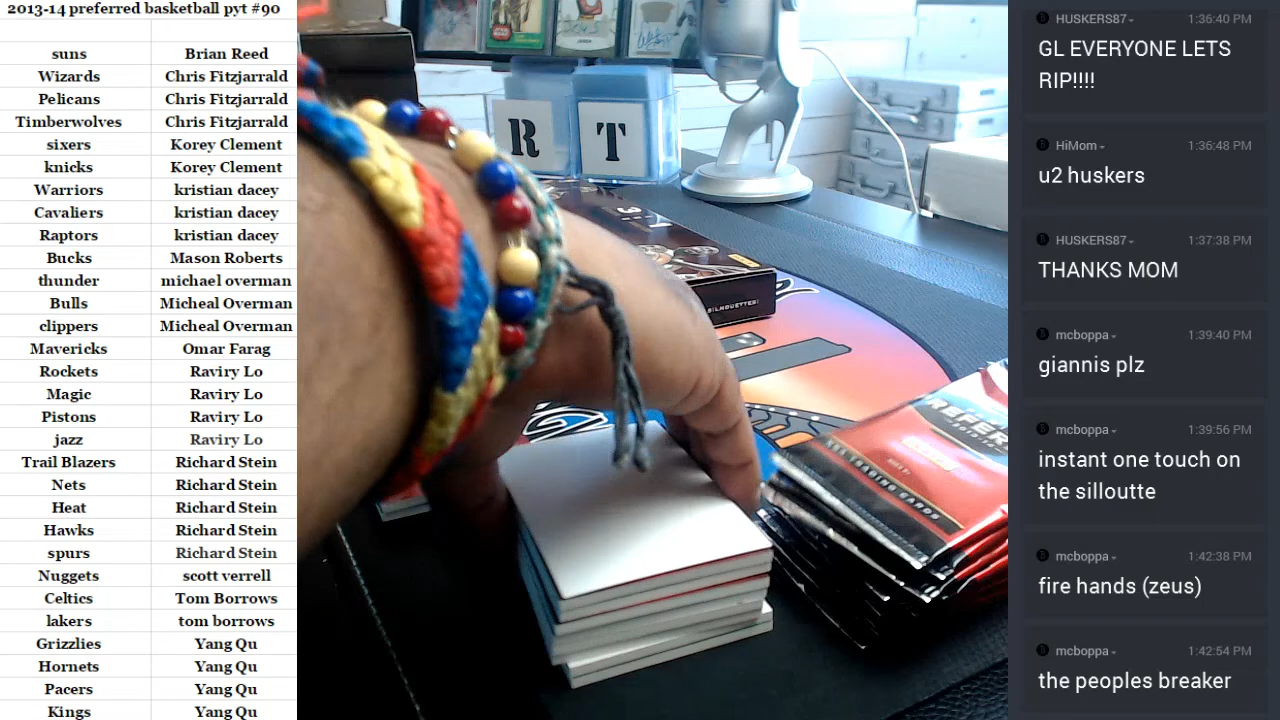 2013-14 preferred basketball pyt #90
suns Brian Reed
Wizards Chris Fitzjarrald
Pelicans Chris Fitzjarrald
Timberwolves Chris Fitzjarrald
sixers Korey Clement
knicks Korey Clement
Warriors kristian dacey
Cavaliers kristian dacey
Raptors kristian dacey
Bucks Mason Roberts
thunder michael overman
Bulls Micheal Overman
clippers Micheal Overman
Mavericks Omar Farag
Rockets Raviry Lo
Magic Raviry Lo
Pistons Raviry Lo
jazz Raviry Lo
Trail Blazers Richard Stein
Nets Richard Stein
Heat Richard Stein
Hawks Richard Stein
spurs Richard Stein
Nuggets scott verrell
Celtics Tom Borrows
lakers tom borrows
Grizzlies Yang Qu
Hornets Yang Qu
Pacers Yang Qu
Kings Yang Qu
R T
SILHOUETTES
TRADING CARDS
HUSKERS87 1:36:40 PM
GL EVERYONE LETS
RIP!!!!
HiMom 1:36:48 PM
u2 huskers
HUSKERS87 1:37:38 PM
THANKS MOM
mcboppa 1:39:40 PM
giannis plz
mcboppa 1:39:56 PM
instant one touch on
the silloutte
mcboppa 1:42:38 PM
fire hands (zeus)
mcboppa 1:42:54 PM
the peoples breaker